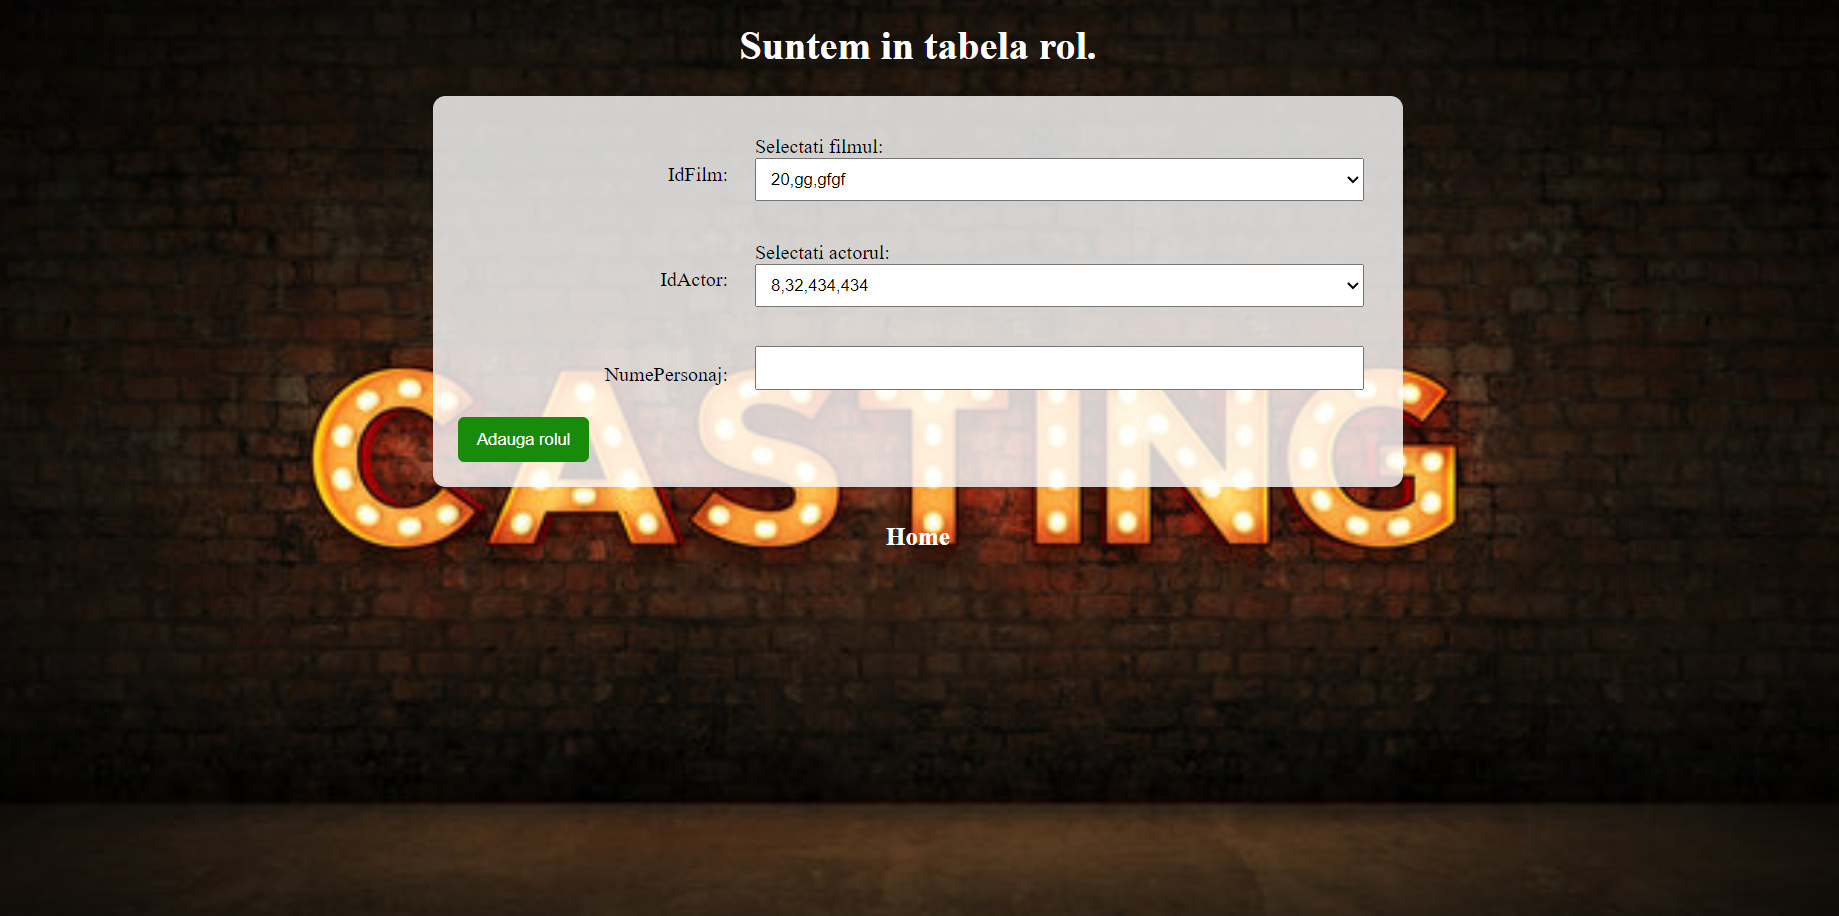 Suntem in tabela rol.
Selectati filmul:
IdFilm:
20,gg,gfgf
Selectati actorul:
IdActor:
8,32,434,434
NumePersonaj:
Adauga rolul
CASTING
Home